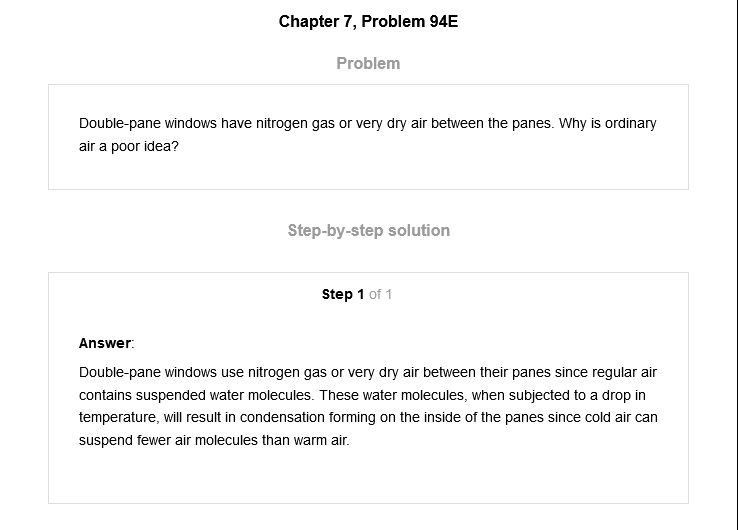 Chapter 7, Problem 94E
Problem
Double-pane windows have nitrogen gas or very dry air between the panes. Why is ordinary
air a poor idea?
Step-by-step solution
Step 1 of 1
Answer:
Double-pane windows use nitrogen gas or very dry air between their panes since regular air
contains suspended water molecules. These water molecules, when subjected to a drop in
temperature, will result in condensation forming on the inside of the panes since cold air can
suspend fewer air molecules than warm air.